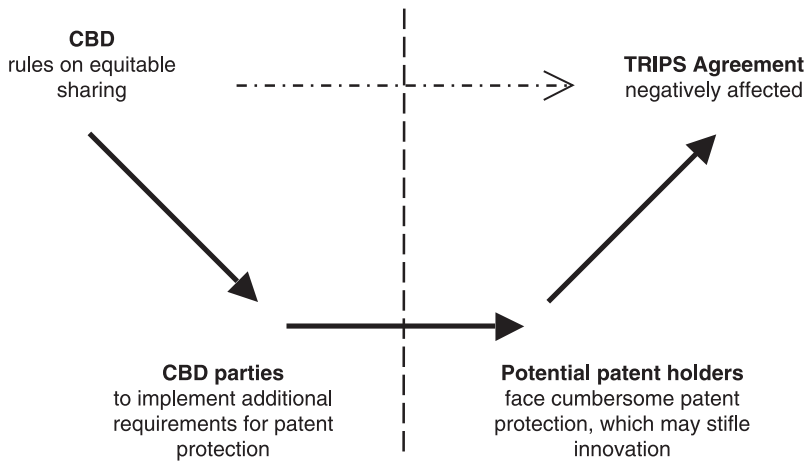 CBD
rules on equitable
sharing
TRIPS Agreement
negatively affected
CBD parties
to implement additional
requirements for patent
protection
Potential patent holders
face cumbersome patent
protection, which may stifle
innovation